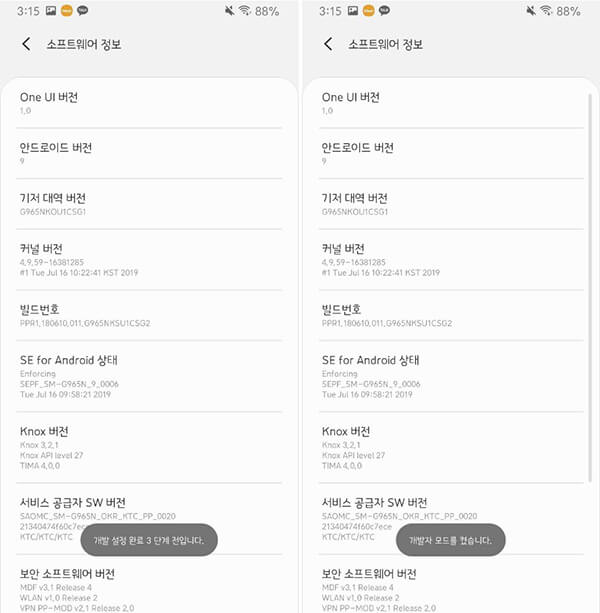 3:15
88%
소프트웨어 정보
One UI 버전
1.0
안드로이드 버전
9
기저 대역 버전
G965NKOU1CSG1
커널 버전
4.9.59-16381285
#1 Tue Jul 16 10:22:41 KST 2019
빌드번호
PPR1.180610.011.G965NKSU1CSG2
SE for Android 상태
Enforcing
SEPF_SM-G965N_9_0006
Tue Jul 16 09:58:21 2019
Knox 버전
Knox 3.2.1
Knox API level 27
TIMA 4.0.0
서비스 공급자 SW 버전
SAOMC_SM-G965N_OKR_KTC_PP_0020
21340474f60c7ece
KTC/KTC/KTC
개발 설정 완료 3 단계 전입니다.
보안 소프트웨어 버전
MDF v3.1 Release 4
WLAN v1.0 Release 2
VPN PP-MOD v2.1 Release 2.0
3:15
88%
소프트웨어 정보
One UI 버전
1.0
안드로이드 버전
9
기저 대역 버전
G965NKOU1CSG1
커널 버전
4.9.59-16381285
#1 Tue Jul 16 10:22:41 KST 2019
빌드번호
PPR1.180610.011.G965NKSU1CSG2
SE for Android 상태
Enforcing
SEPF_SM-G965N_9_0006
Tue Jul 16 09:58:21 2019
Knox 버전
Knox 3.2.1
Knox API level 27
TIMA 4.0.0
서비스 공급자 SW 버전
SAOMC_SM-G965N_OKR_KTC_PP_0020
21340474f60c7ece
KTC/KTC/KTC
개발자 모드를 켰습니다.
보안 소프트웨어 버전
MDF v3.1 Release 4
WLAN v1.0 Release 2
VPN PP-MOD v2.1 Release 2.0